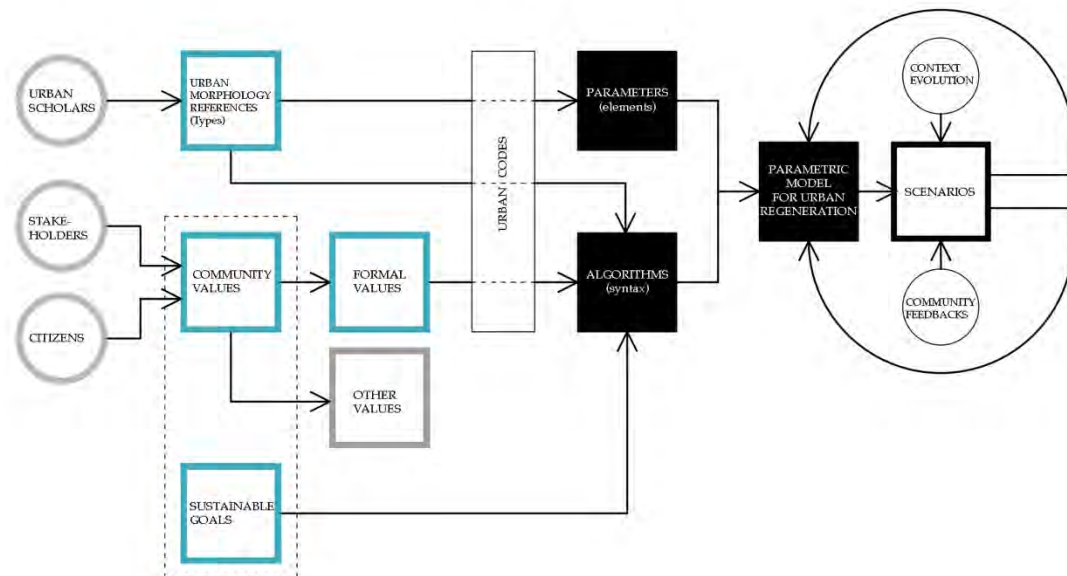 URBAN
SCHOLARS
URBAN
MORPHOLOGY
REFERENCES
(Types)
STAKE-
HOLDERS
CITIZENS
COMMUNITY
VALUES
FORMAL
VALUES
OTHER
VALUES
SUSTAINABLE
GOALS
URBAN CODES
PARAMETERS
(elements)
ALGORITHMS
(syntax)
PARAMETRIC
MODEL
FOR URBAN
REGENERATION
CONTEXT
EVOLUTION
SCENARIOS
COMMUNITY
FEEDBACKS